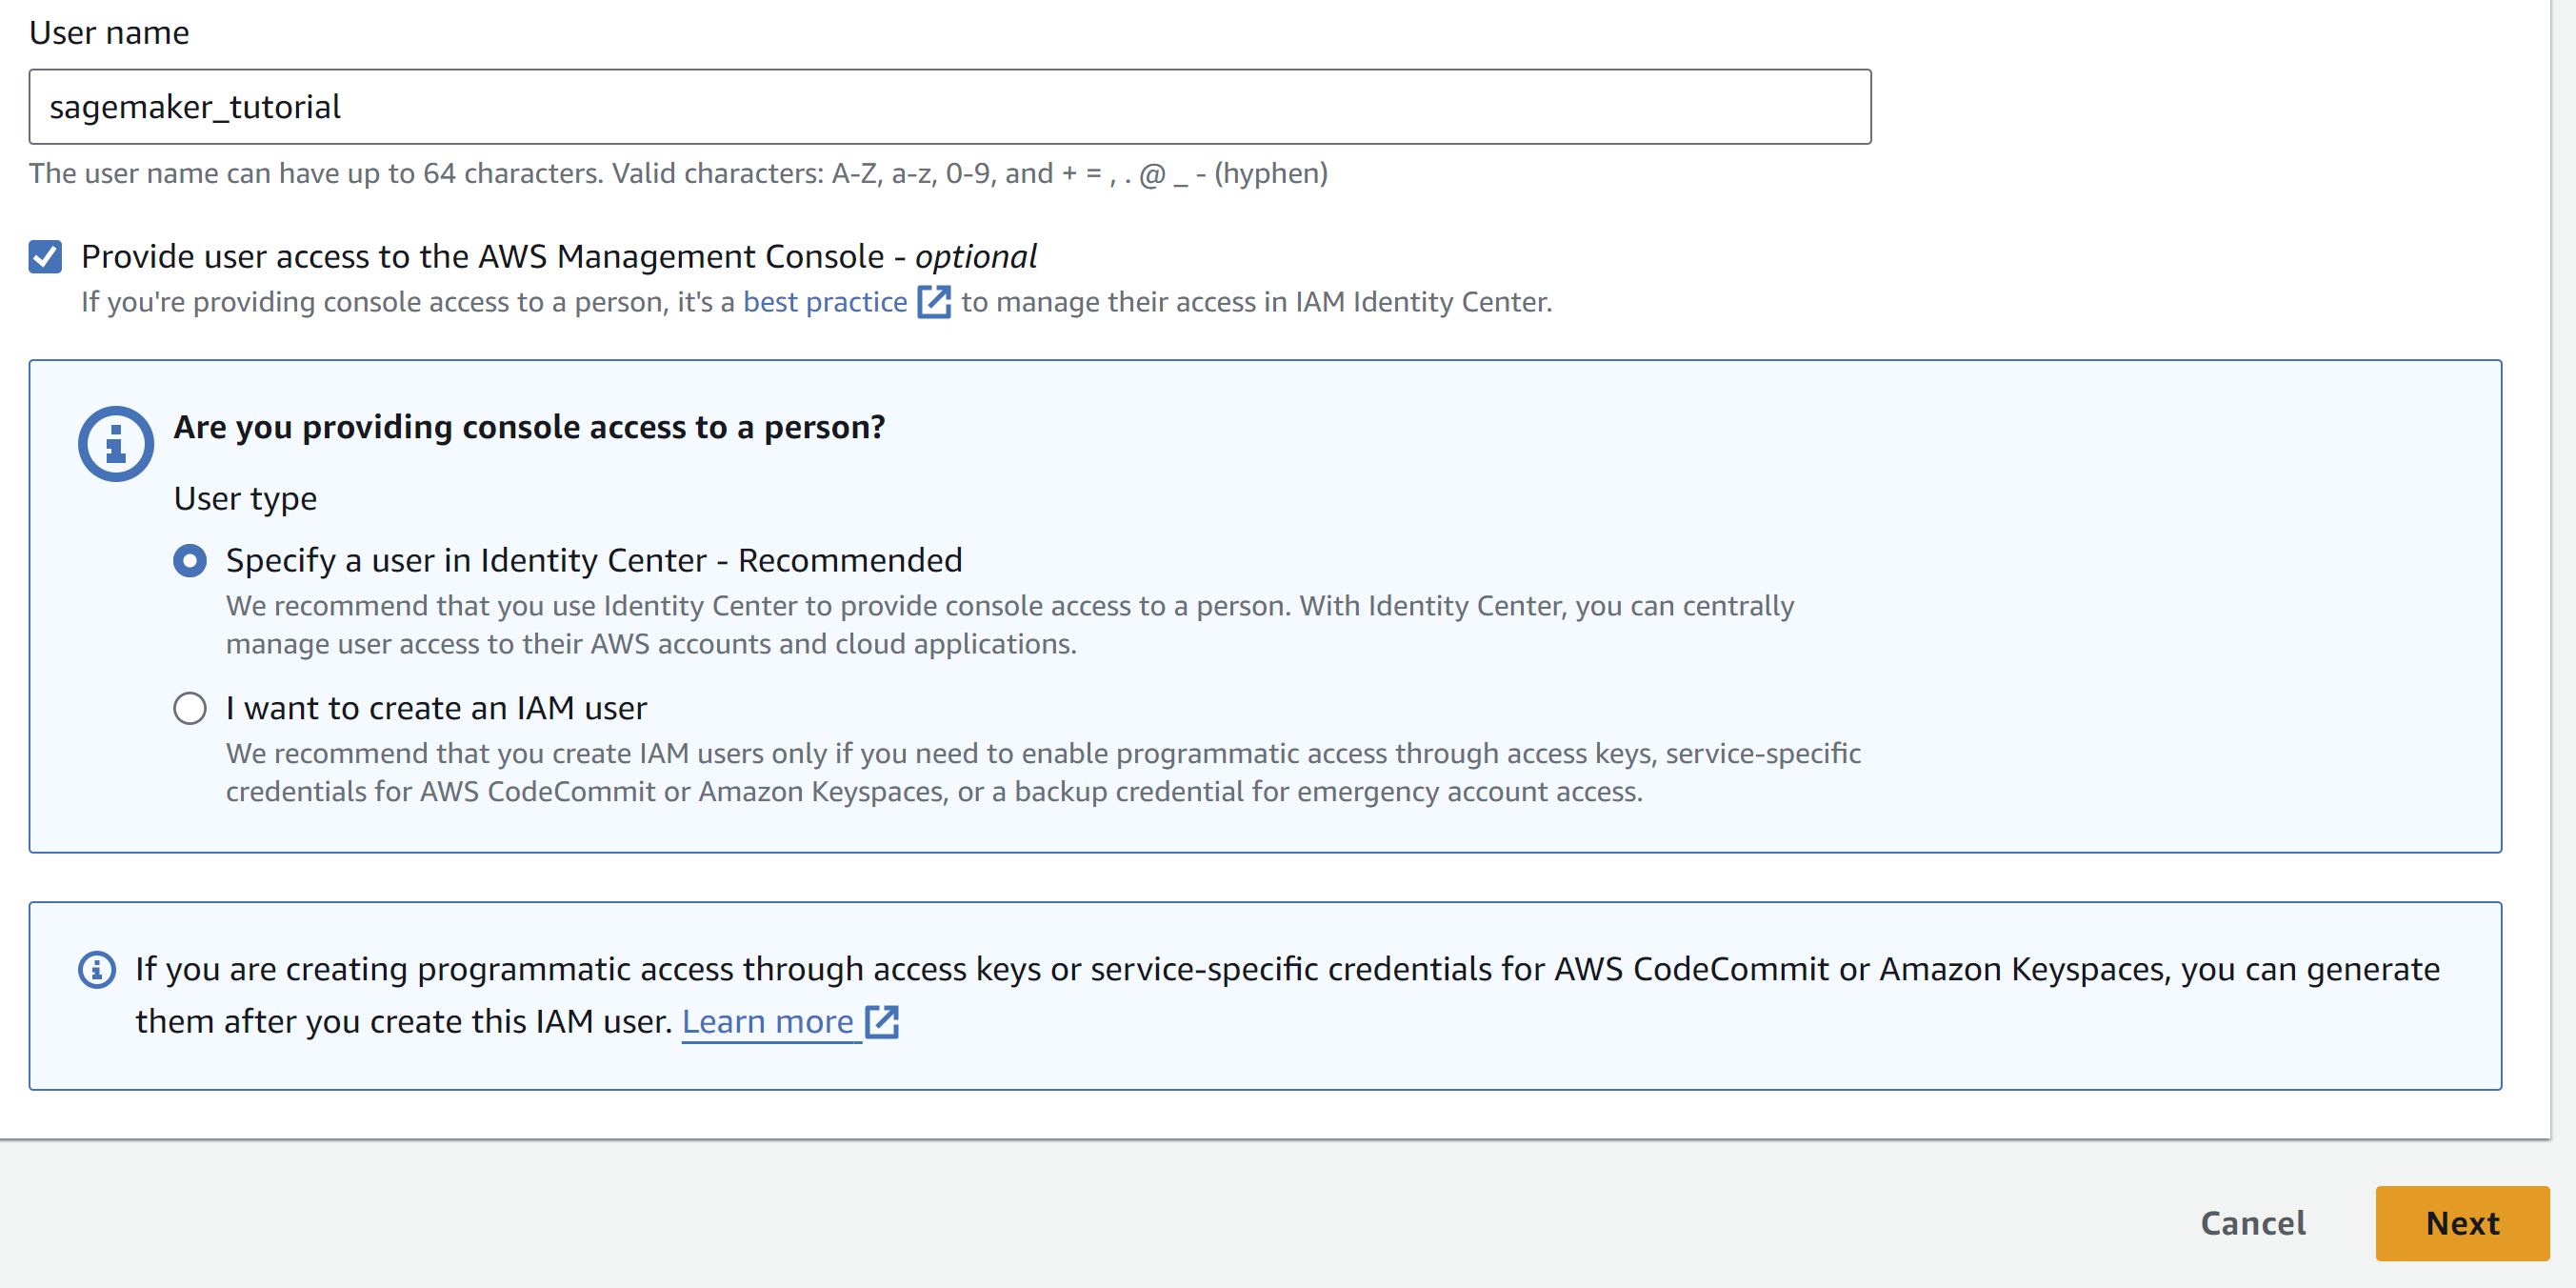 User name
sagemaker_tutorial
The user name can have up to 64 characters. Valid characters: A-Z, a-z, 0-9, and + = , . @ _ - (hyphen)
Provide user access to the AWS Management Console - optional
If you're providing console access to a person, it's a best practice to manage their access in IAM Identity Center.
Are you providing console access to a person?
User type
Specify a user in Identity Center - Recommended
We recommend that you use Identity Center to provide console access to a person. With Identity Center, you can centrally
manage user access to their AWS accounts and cloud applications.
I want to create an IAM user
We recommend that you create IAM users only if you need to enable programmatic access through access keys, service-specific
credentials for AWS CodeCommit or Amazon Keyspaces, or a backup credential for emergency account access.
If you are creating programmatic access through access keys or service-specific credentials for AWS CodeCommit or Amazon Keyspaces, you can generate
them after you create this IAM user. Learn more
Cancel
Next